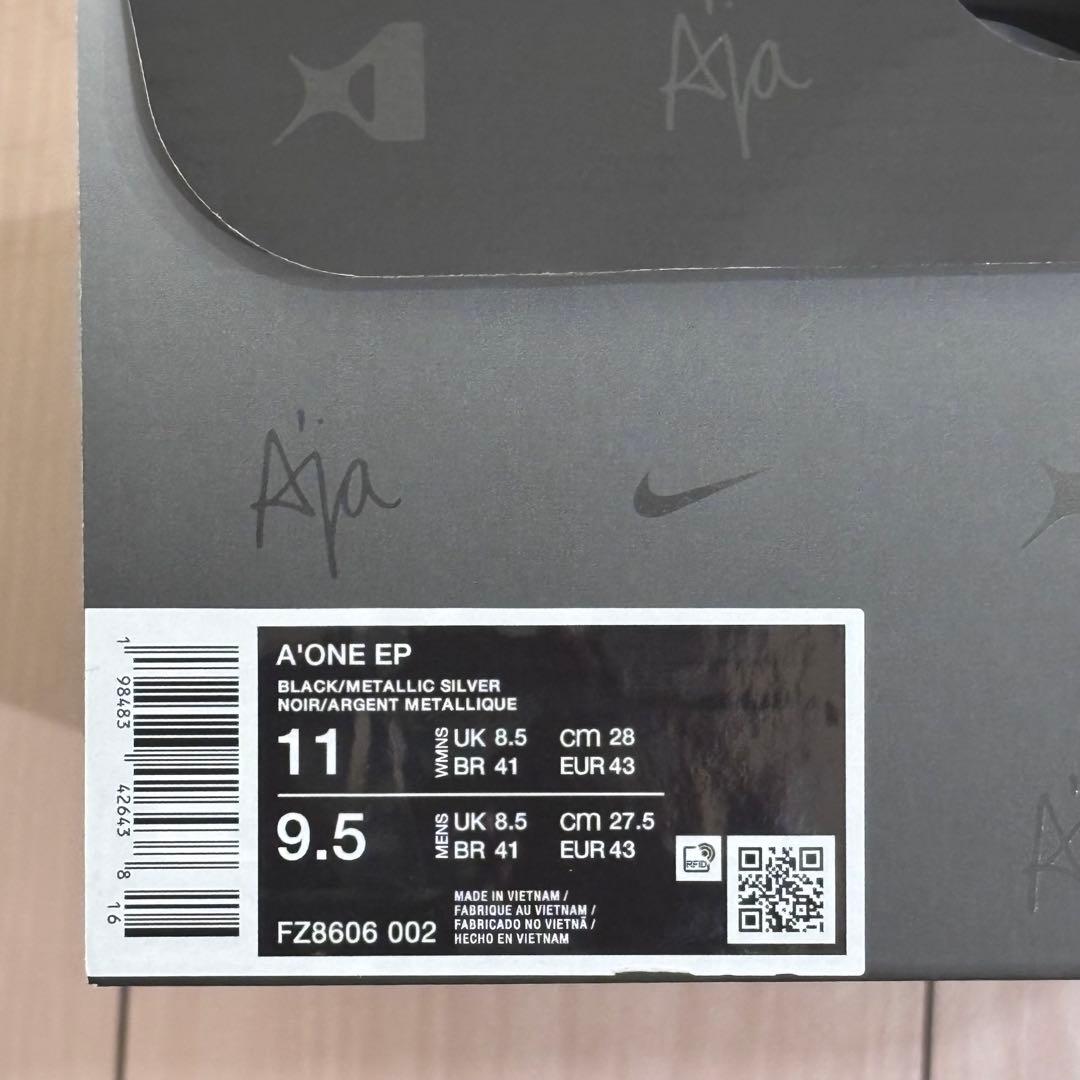 Aja
Aja
A'ONE EP
BLACK/METALLIC SILVER
NOIR/ARGENT METALLIQUE
11 WMNS UK 8.5 cm 28
BR 41 EUR 43
9.5 MENS UK 8.5 cm 27.5
BR 41 EUR 43
RFID
MADE IN VIETNAM /
FABRIQUE AU VIETNAM /
FABRICADO NO VIETNÃ /
HECHO EN VIETNAM
FZ8606 002
1 98483 42643 8 16